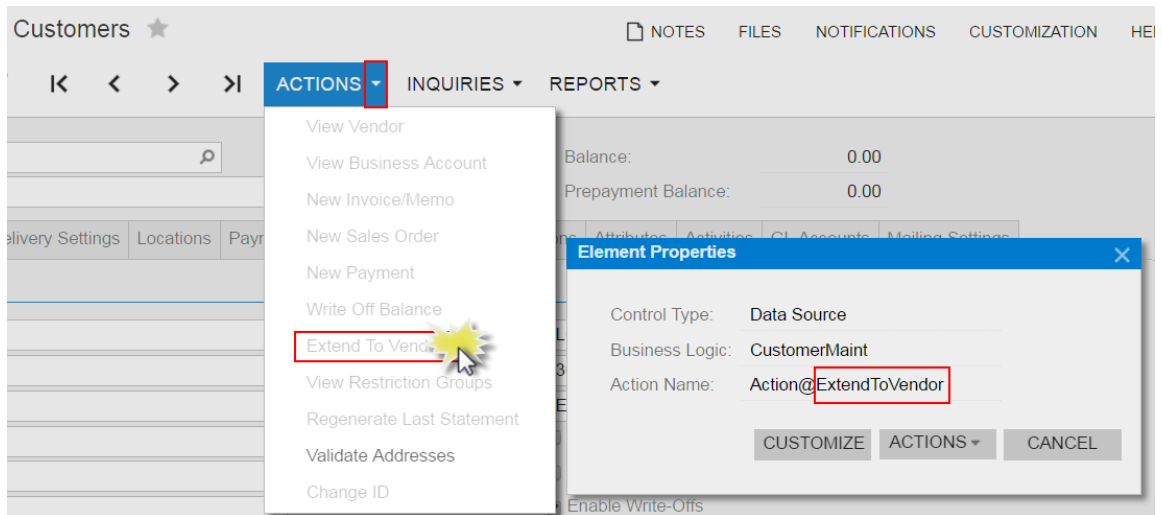 Customers
NOTES FILES NOTIFICATIONS CUSTOMIZATION
ACTIONS INQUIRIES REPORTS
View Vendor
View Business Account
New Invoice/Memo
New Sales Order
New Payment
Write Off Balance
Extend To
View Restriction Groups
Regenerate Last Statement
Validate Addresses
Change ID
Balance: 0.00
Prepayment Balance: 0.00
Settings Locations Attributes Activities GL Accounts Mailing Settings
Element Properties
Control Type: Data Source
Business Logic: CustomerMaint
Action Name: Action@ExtendToVendor
CUSTOMIZE ACTIONS CANCEL
Enable Write-Offs